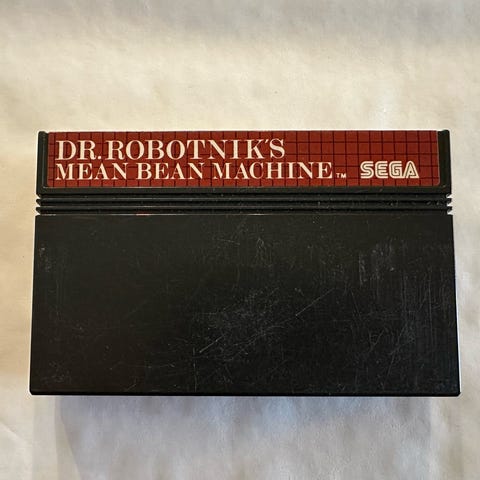 DR. ROBOTNIK'S
MEAN BEAN MACHINE™ SEGA